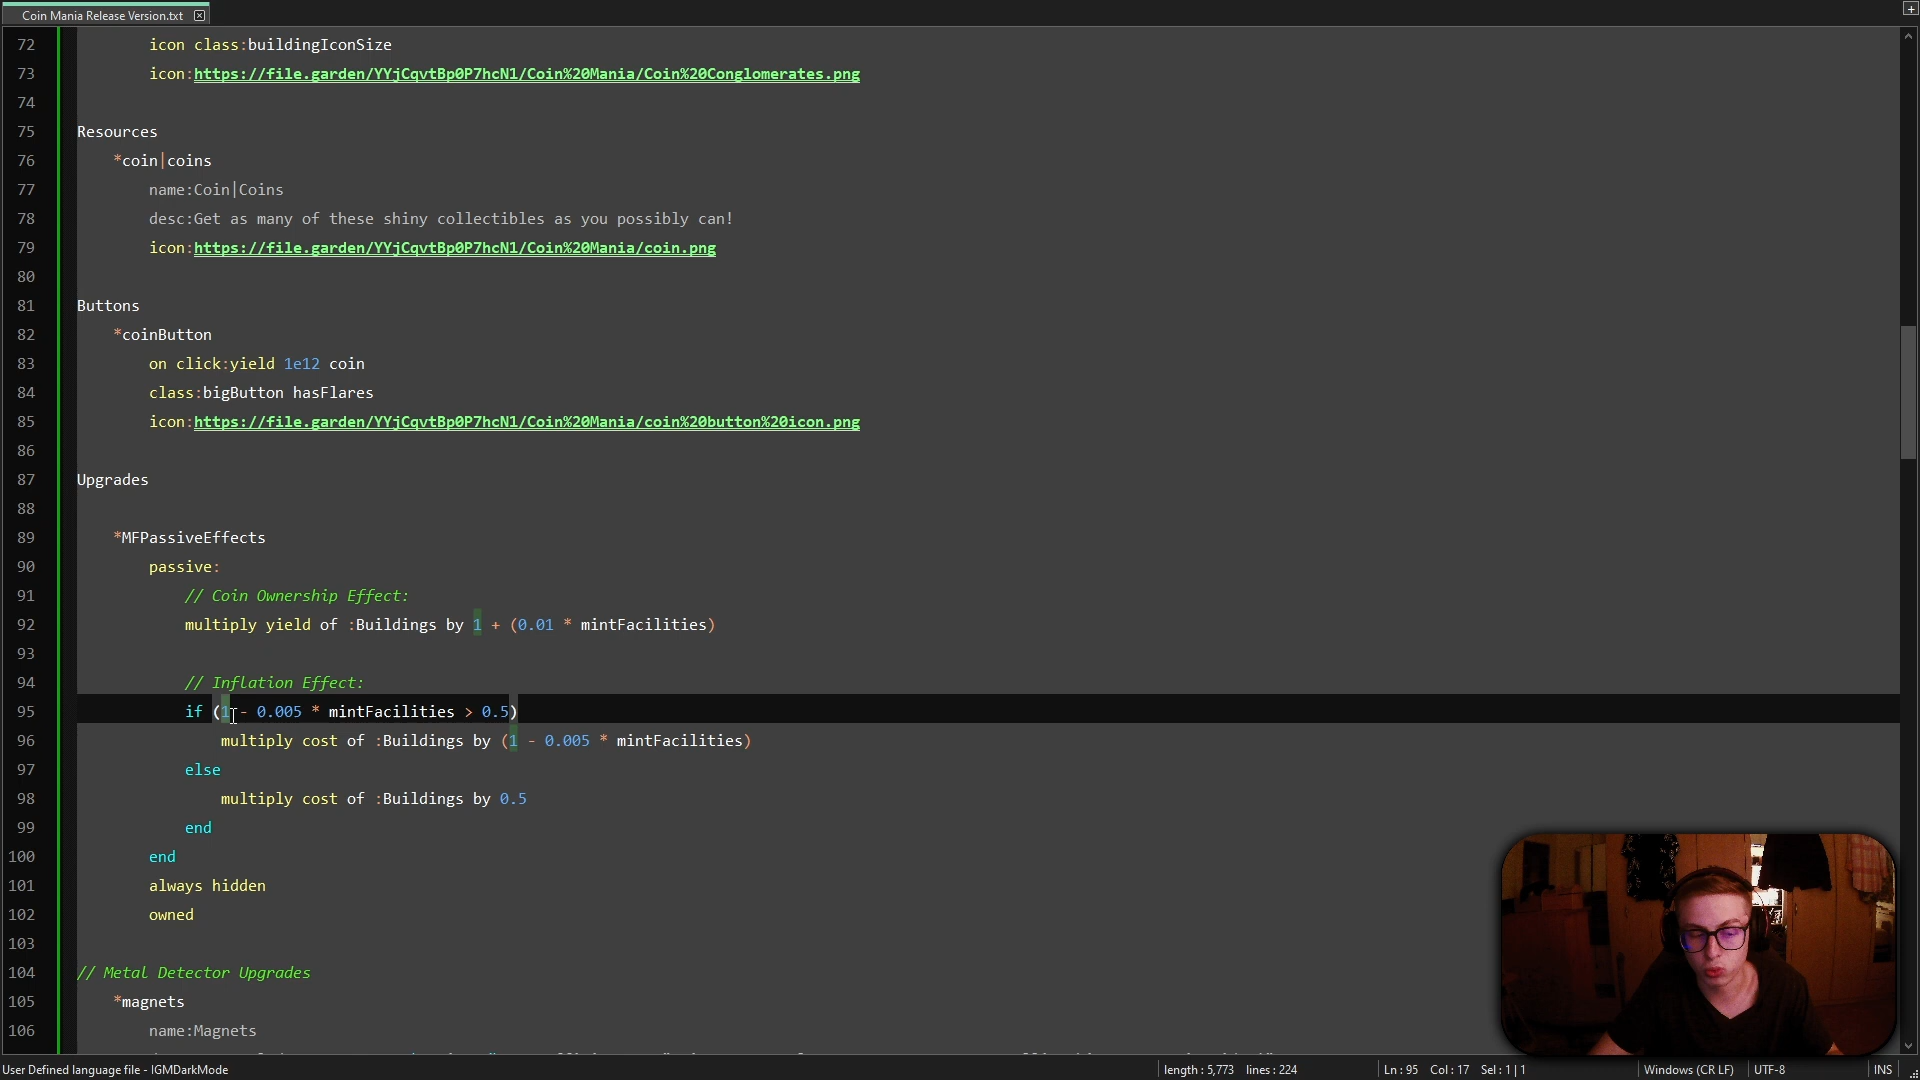 Coin Mania Release Version.txt
72 icon class:buildingIconSize
73 icon:https://file.garden/YYjCqvtBp0P7hcN1/Coin%20Mania/Coin%20Conglomerates.png
74
75 Resources
76 *coin|coins
77 name:Coin|Coins
78 desc:Get as many of these shiny collectibles as you possibly can!
79 icon:https://file.garden/YYjCqvtBp0P7hcN1/Coin%20Mania/coin.png
80
81 Buttons
82 *coinButton
83 on click:yield 1e12 coin
84 class:bigButton hasFlares
85 icon:https://file.garden/YYjCqvtBp0P7hcN1/Coin%20Mania/coin%20button%20icon.png
86
87 Upgrades
88
89 *MFPassiveEffects
90 passive:
91 // Coin Ownership Effect:
92 multiply yield of :Buildings by 1 + (0.01 * mintFacilities)
93
94 // Inflation Effect:
95 if (1 - 0.005 * mintFacilities > 0.5)
96 multiply cost of :Buildings by (1 - 0.005 * mintFacilities)
97 else
98 multiply cost of :Buildings by 0.5
99 end
100 end
101 always hidden
102 owned
103
104 // Metal Detector Upgrades
105 *magnets
106 name:Magnets
User Defined language file - IGMDarkMode length : 5,773 lines : 224 Ln : 95 Col : 17 Sel : 1 | 1 Windows (CR LF) UTF-8 INS